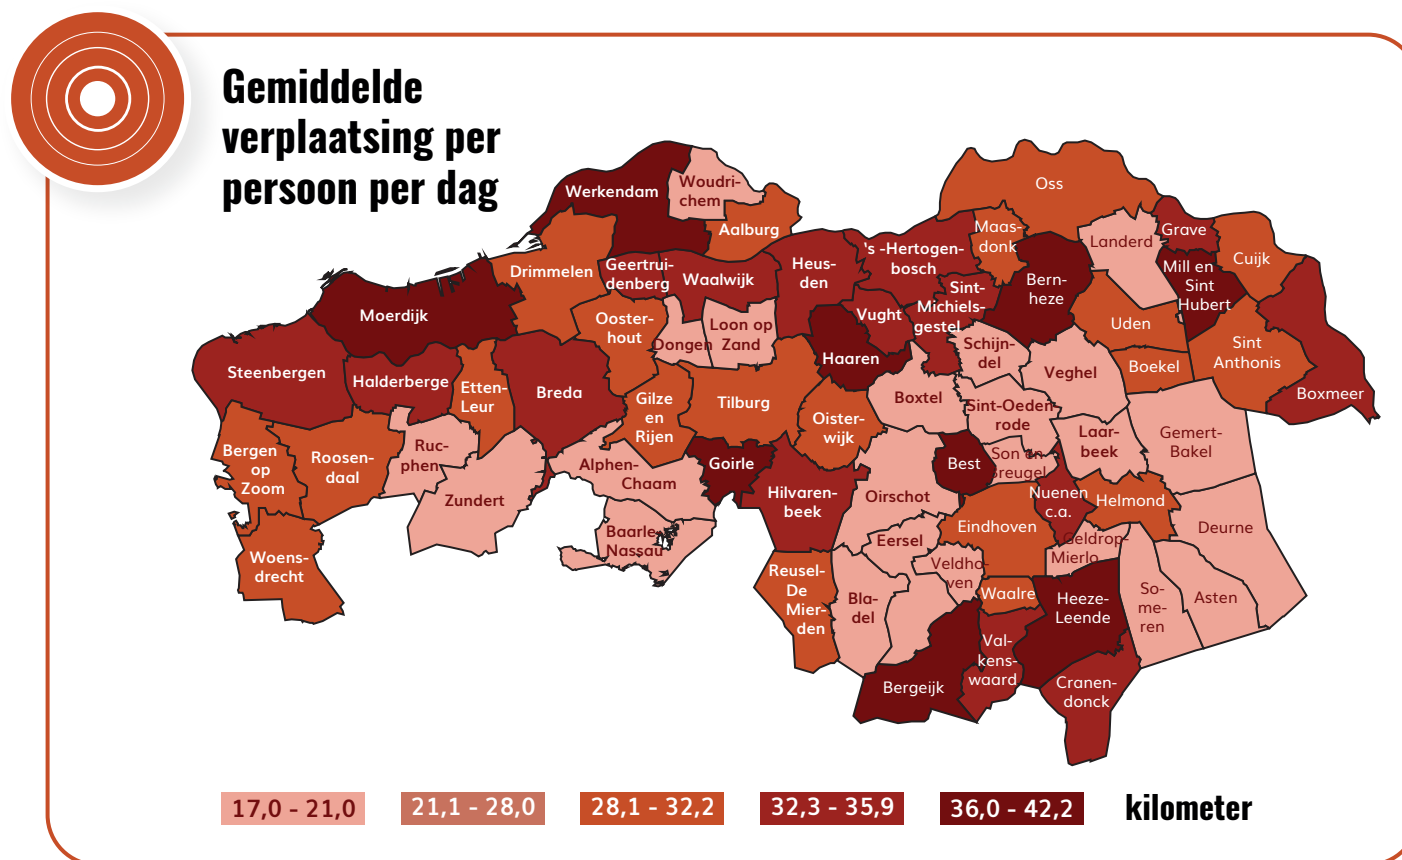 Gemiddelde
verplaatsing per
persoon per dag
Werkendam
Woudri-
chem
Aalburg
Drimmelen
Geertrui-
denberg
Waalwijk
Heus-
den
's -Hertogen-
bosch
Maas-
donk
Oss
Landerd
Grave
Cuijk
Mill en
Sint
Hubert
Bern-
heze
Sint-
Michiels-
gestel
Vught
Moerdijk
Ooster-
hout
Dongen
Loon op
Zand
Haaren
Schijn-
del
Uden
Sint
Anthonis
Boekel
Boxmeer
Steenbergen
Halderberge
Etten-
Leur
Breda
Gilze
en
Rijen
Tilburg
Oister-
wijk
Boxtel
Veghel
Sint-Oeden-
rode
Laar-
beek
Gemert-
Bakel
Bergen
op
Zoom
Roosen-
daal
Ruc-
phen
Zundert
Alphen-
Chaam
Goirle
Hilvaren-
beek
Oirschot
Best
Son en
Breugel
Nuenen
c.a.
Helmond
Deurne
Woens-
drecht
Baarle-
Nassau
Eersel
Eindhoven
Geldrop-
Mierlo
Veldho-
ven
Reusel-
De
Mier-
den
Bla-
del
Waalre
Heeze-
Leende
So-
me-
ren
Asten
Bergeijk
Val-
kens-
waard
Cranen-
donck
17,0 - 21,0
21,1 - 28,0
28,1 - 32,2
32,3 - 35,9
36,0 - 42,2
kilometer